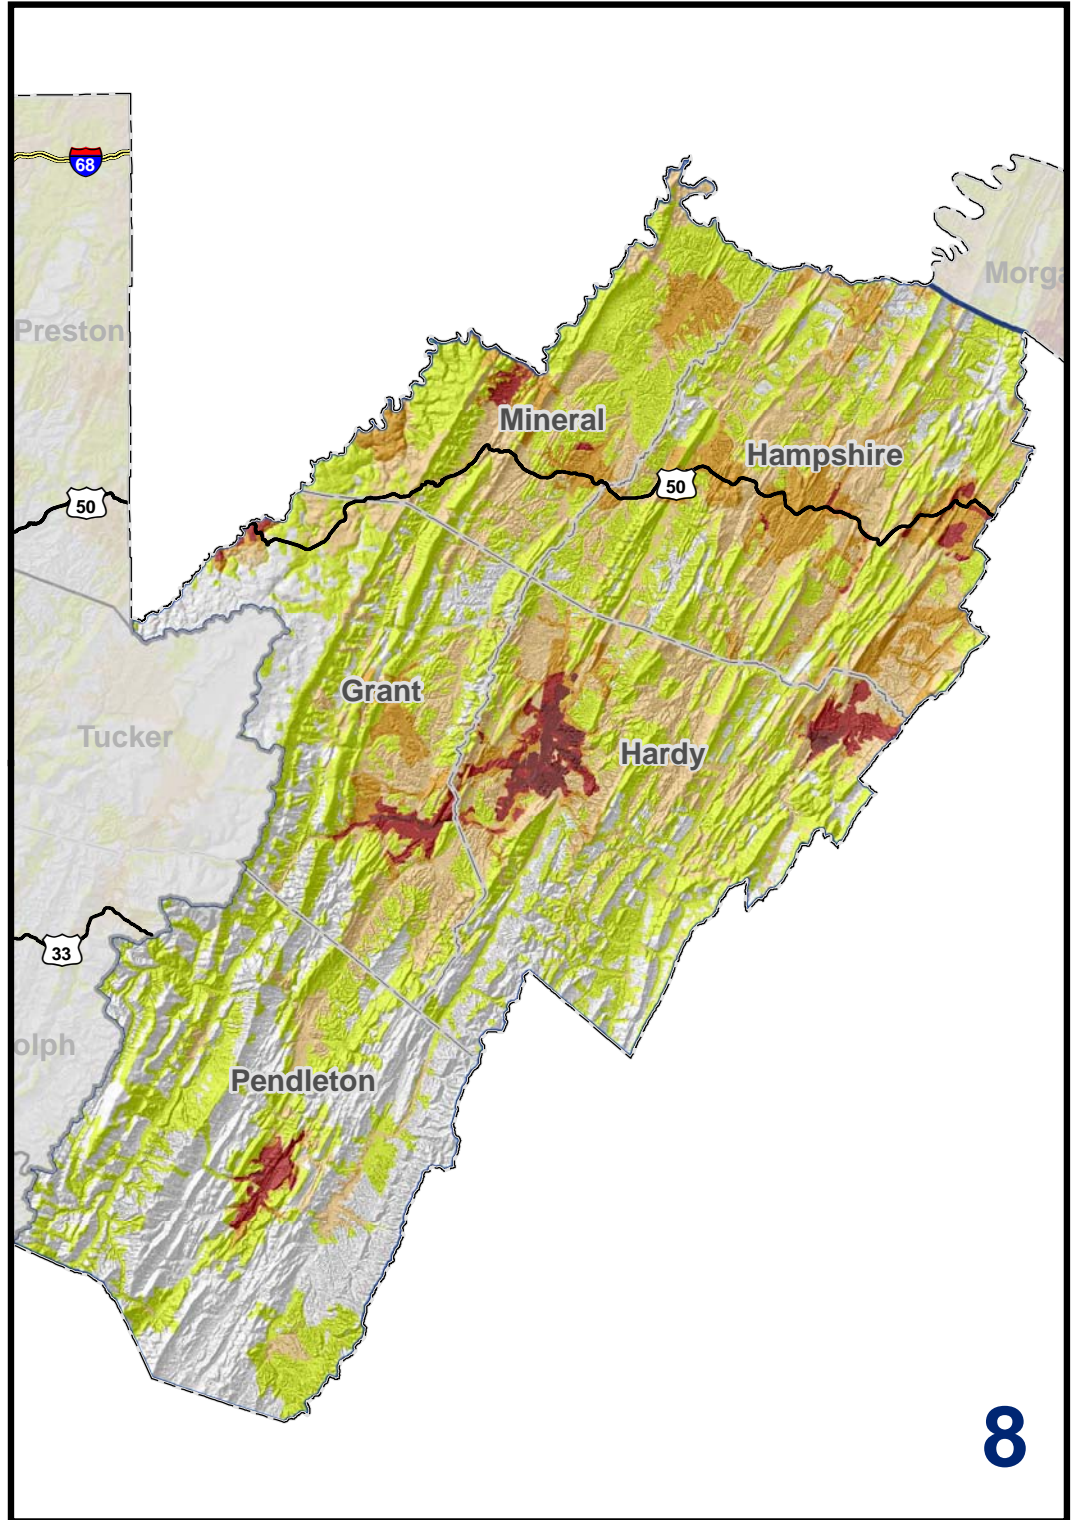 68
Morga
Preston
Mineral
Hampshire
50
50
Grant
Tucker
Hardy
33
olph
Pendleton
8